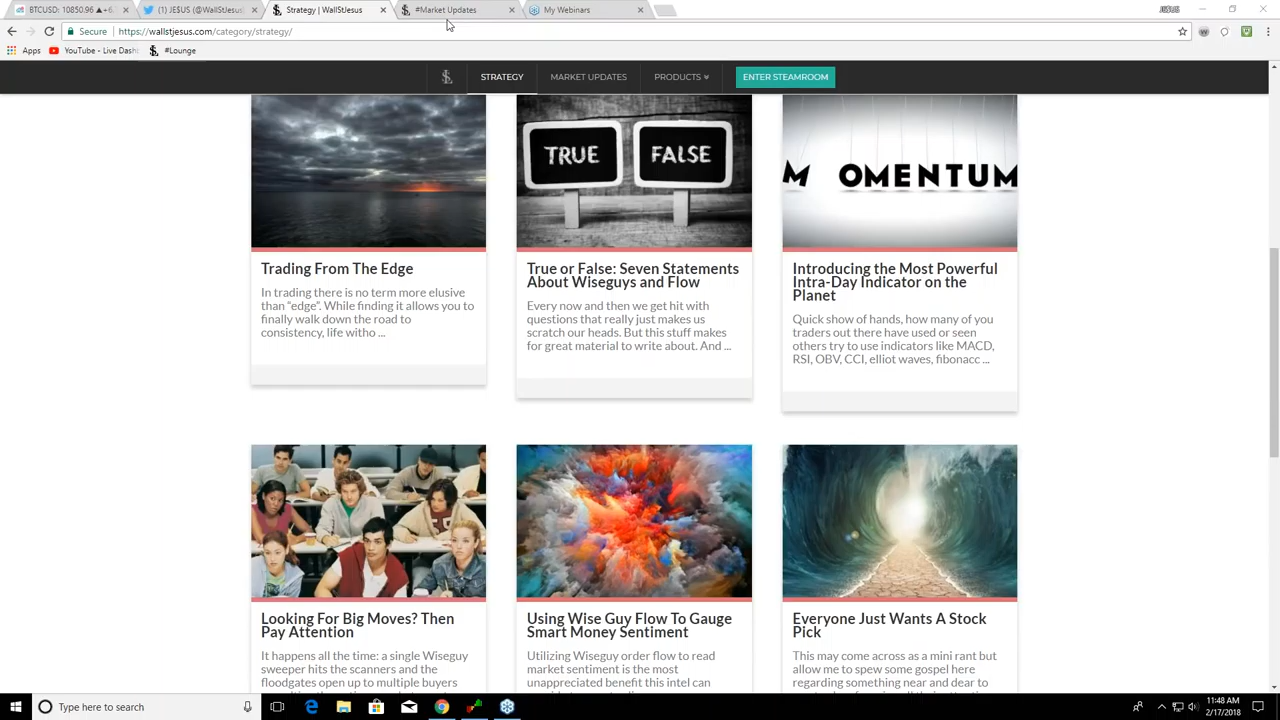 BTCUSD: 10850.96 ▲+6
(1) JE$US (@WallStJesus)
Strategy | WallStJesus
#Market Updates
My Webinars
JESUS
Secure
https://wallstjesus.com/category/strategy/
Apps
YouTube - Live Dash
#Lounge
STRATEGY
MARKET UPDATES
PRODUCTS
ENTER STEAMROOM
TRUE
FALSE
M OMENTUM
Trading From The Edge
In trading there is no term more elusive
than “edge”. While finding it allows you to
finally walk down the road to
consistency, life witho ...
True or False: Seven Statements
About Wiseguys and Flow
Every now and then we get hit with
questions that really just makes us
scratch our heads. But this stuff makes
for great material to write about. And ...
Introducing the Most Powerful
Intra-Day Indicator on the
Planet
Quick show of hands, how many of you
traders out there have used or seen
others try to use indicators like MACD,
RSI, OBV, CCI, elliot waves, fibonacc ...
Looking For Big Moves? Then
Pay Attention
It happens all the time: a single Wiseguy
sweeper hits the scanners and the
floodgates open up to multiple buyers
Using Wise Guy Flow To Gauge
Smart Money Sentiment
Utilizing Wiseguy order flow to read
market sentiment is the most
unappreciated benefit this intel can
Everyone Just Wants A Stock
Pick
This may come across as a mini rant but
allow me to spew some gospel here
regarding something near and dear to
Type here to search
11:48 AM
2/17/2018